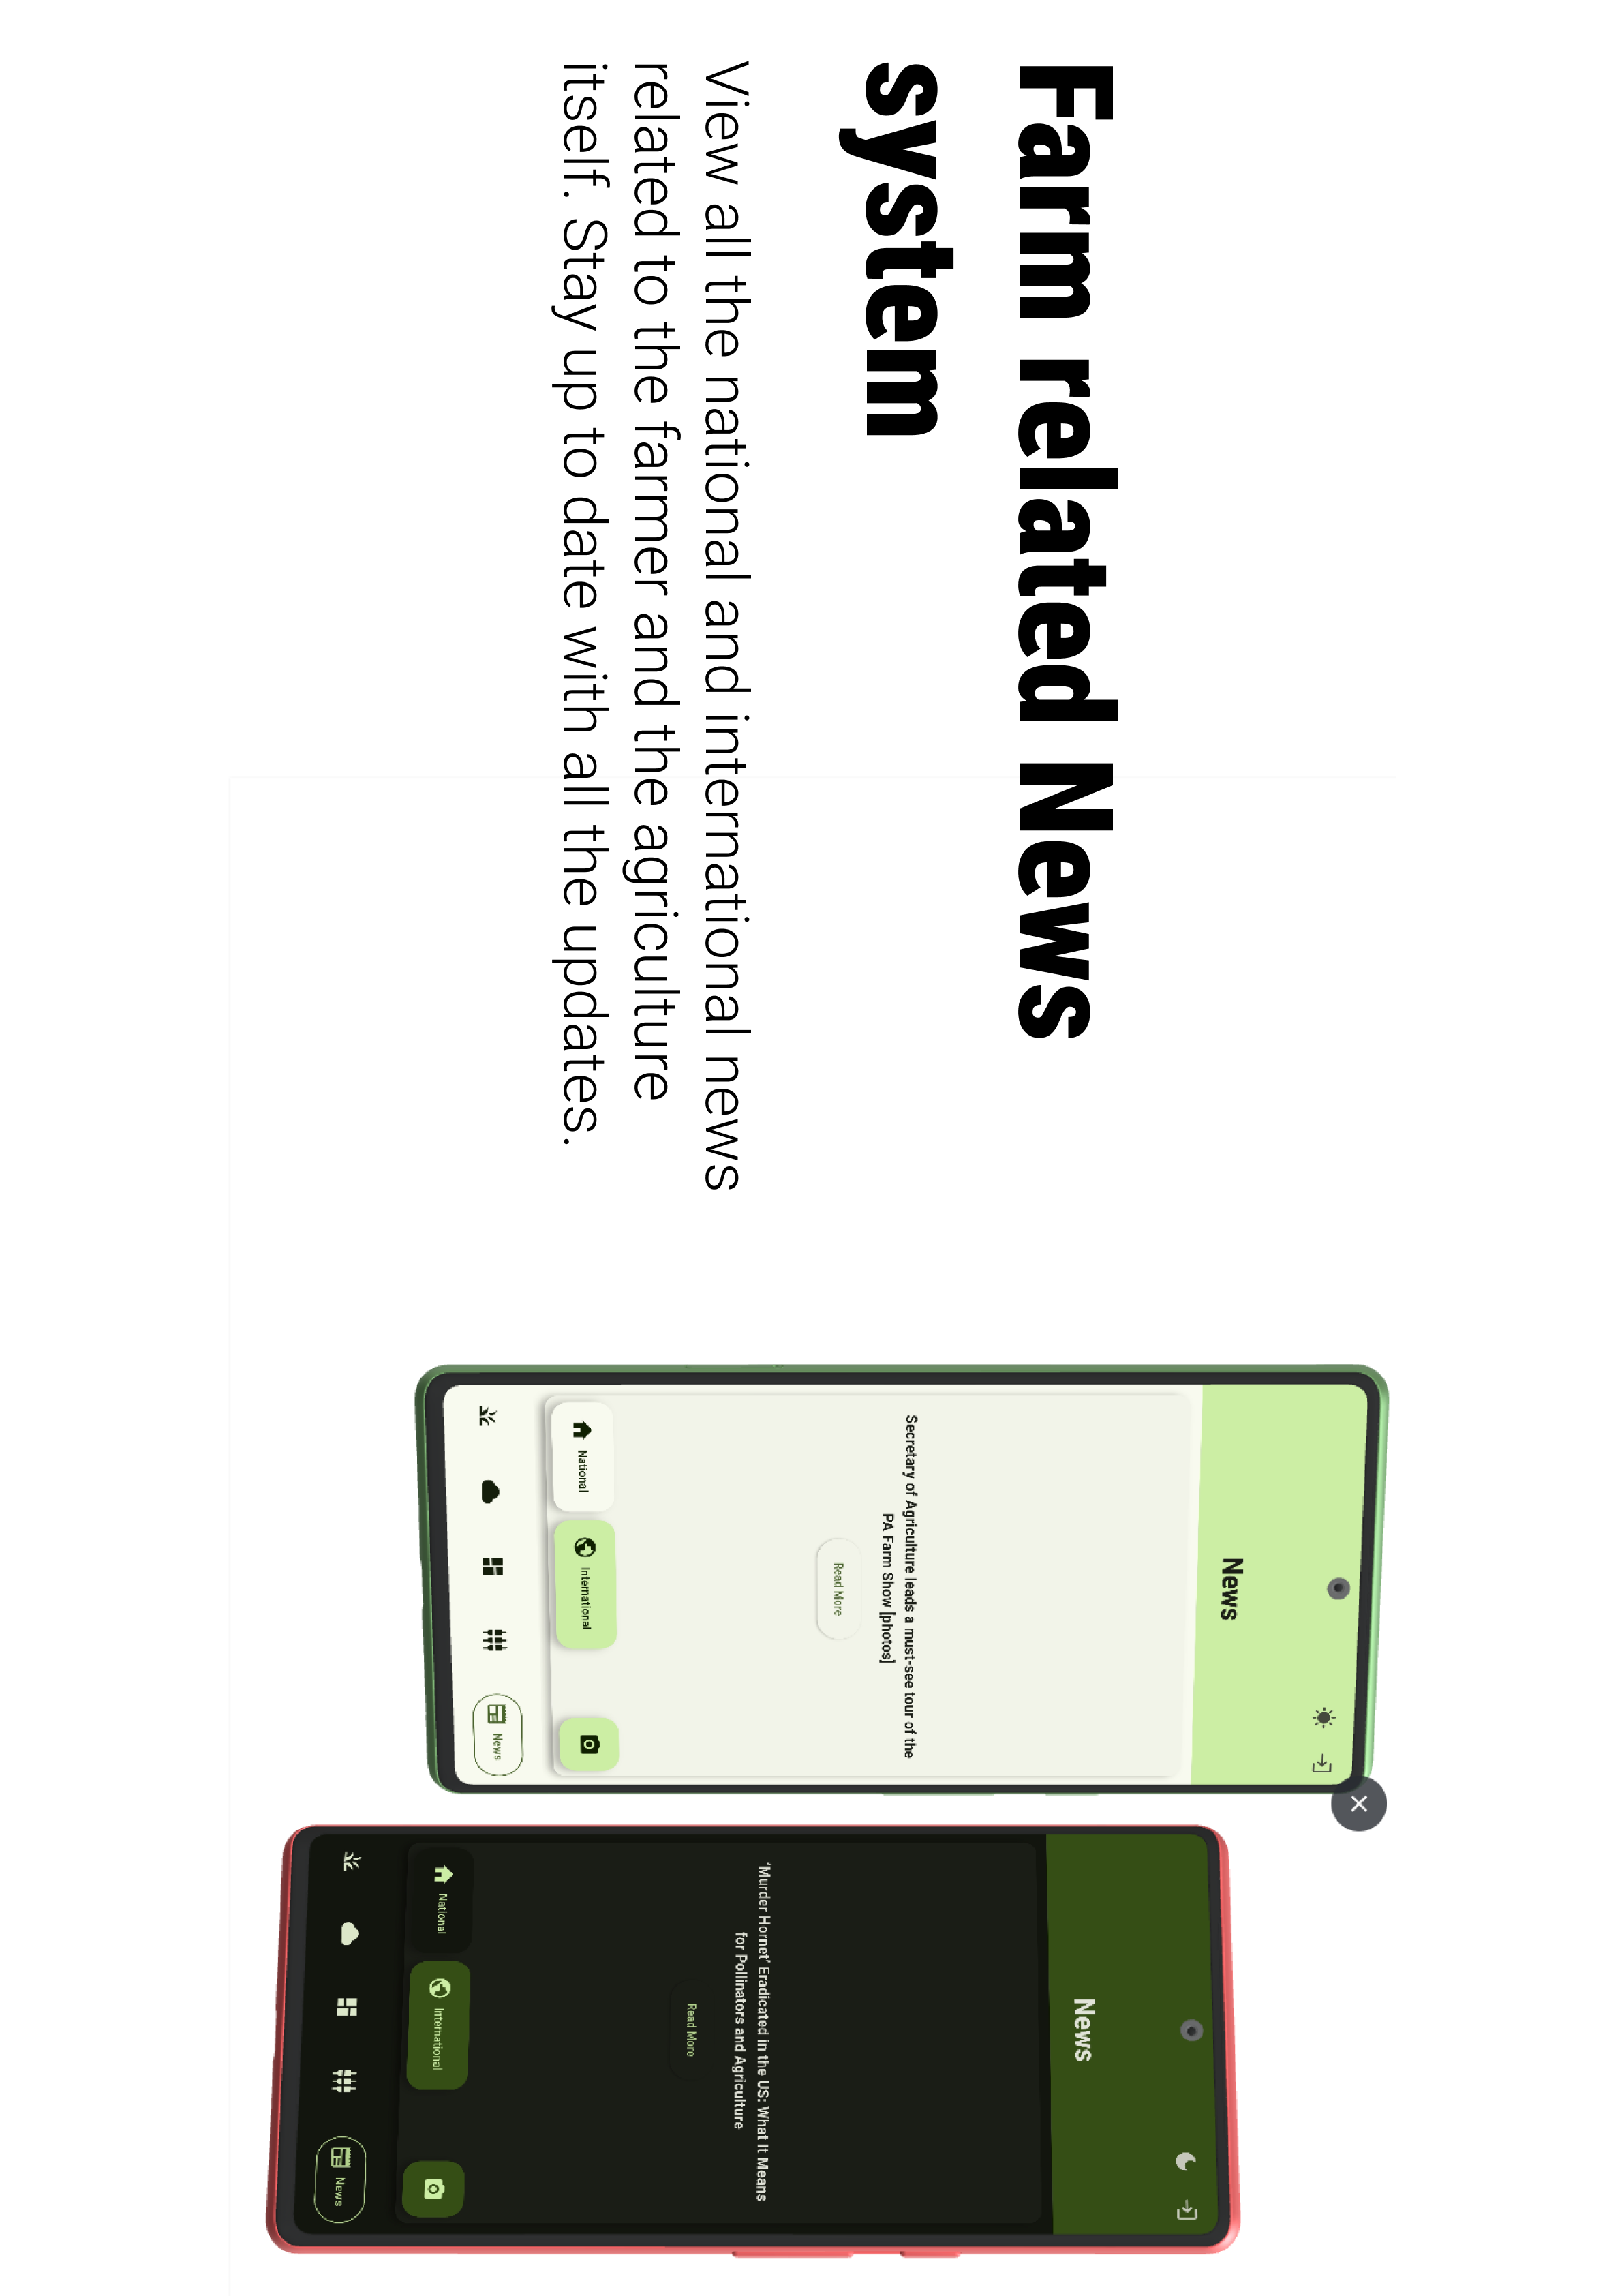 Farm related News
system
View all the national and international news
related to the farmer and the agriculture
itself. Stay up to date with all the updates.
News
Secretary of Agriculture leads a must-see tour of the
PA Farm Show [photos]
Read More
National
International
News
News
'Murder Hornet' Eradicated in the US: What It Means
for Pollinators and Agriculture
Read More
National
International
News